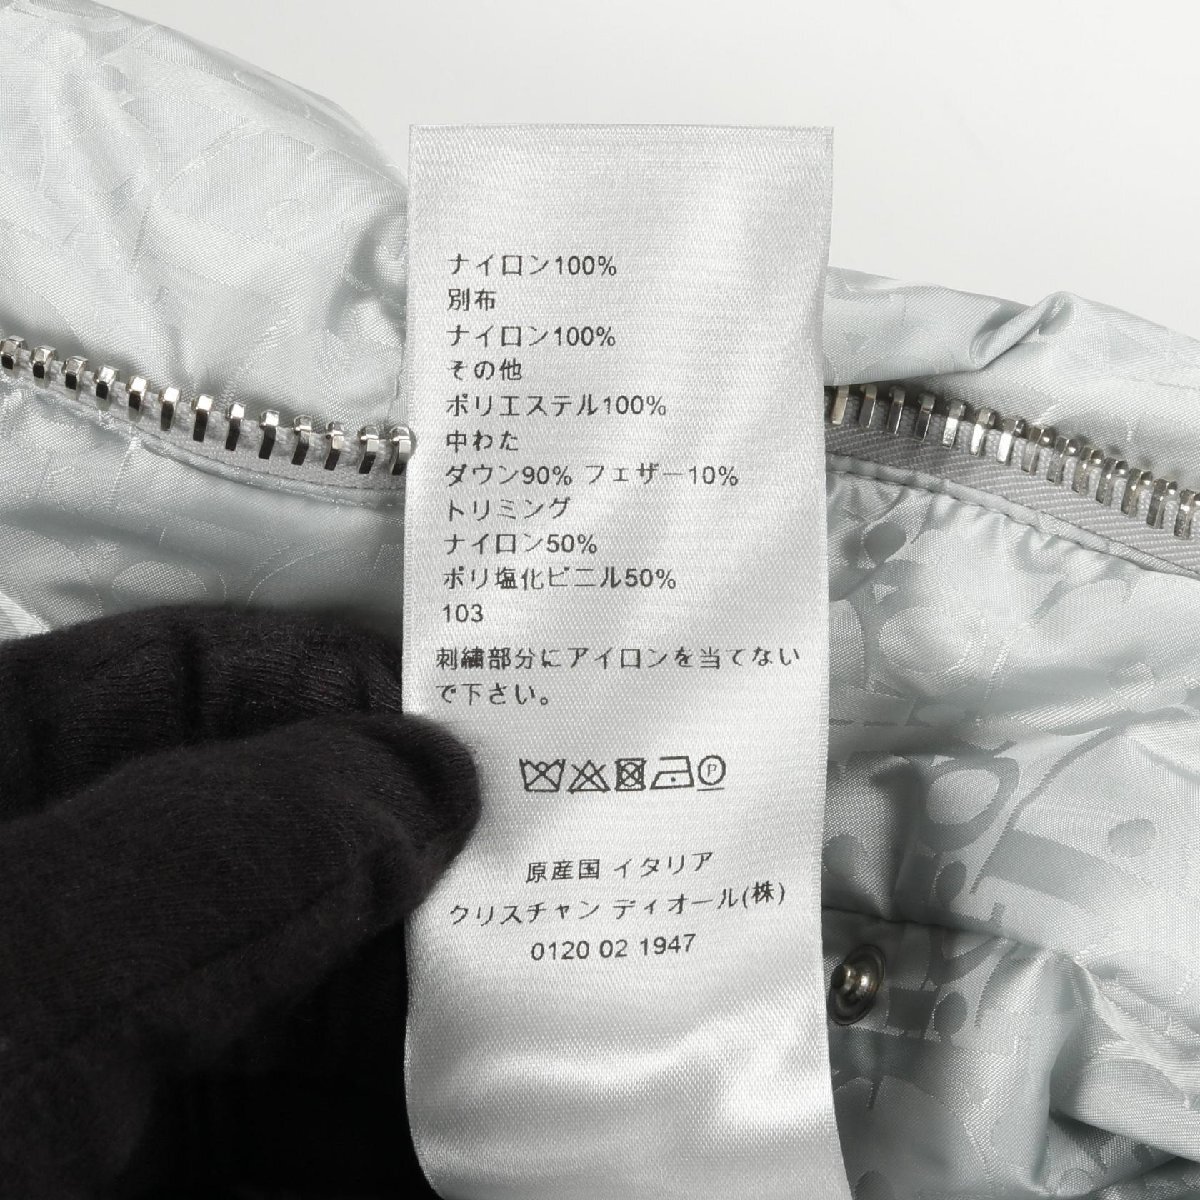 ナイロン100%
別布
ナイロン100%
その他
ポリエステル100%
中わた
ダウン90% フェザー10%
トリミング
ナイロン50%
ポリ塩化ビニル50%
103
刺繍部分にアイロンを当てない
で下さい。
P
原産国 イタリア
クリスチャン ディオール(株)
0120 02 1947